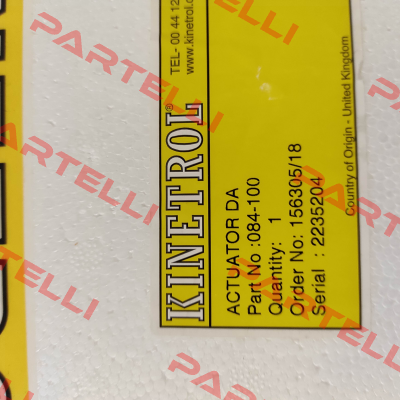 KINETROL®
TEL- 00 44 12
www.kinetrol.
ACTUATOR DA
Part No :084-100
Quantity: 1
Order No: 156305/18
Serial : 2235204
Country of Origin - United Kingdom
PARTELLI
PARTELLI
PARTELLI
PARTELLI